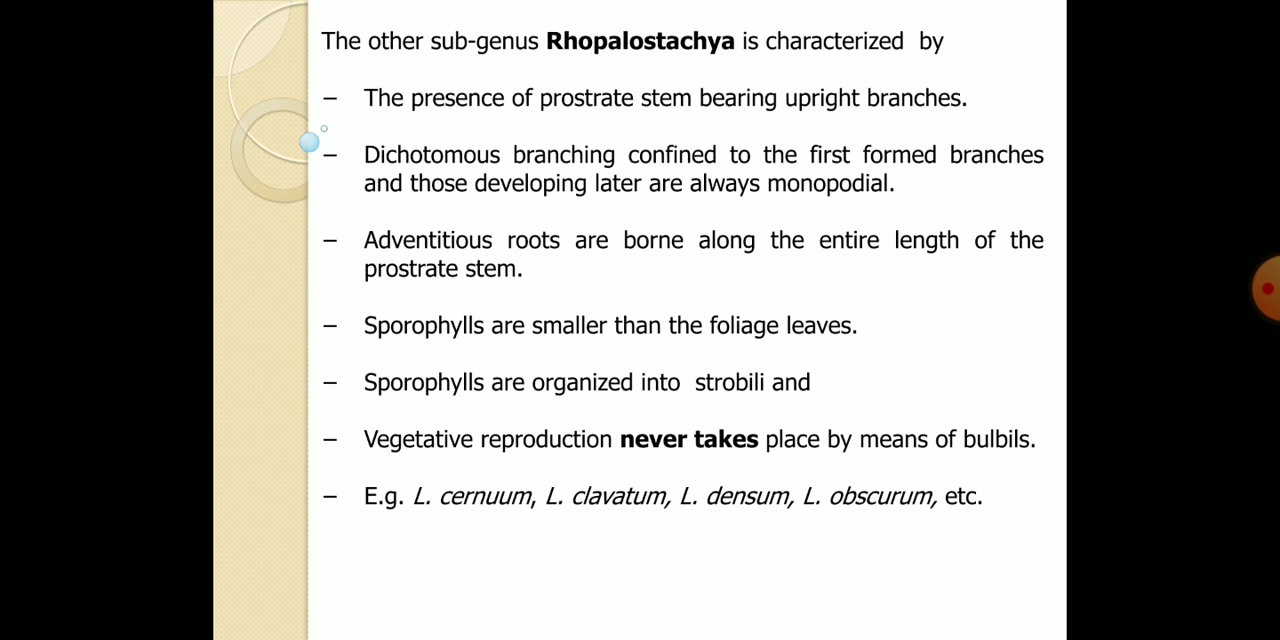 The other sub-genus Rhopalostachya is characterized by
– The presence of prostrate stem bearing upright branches.
– Dichotomous branching confined to the first formed branches
and those developing later are always monopodial.
– Adventitious roots are borne along the entire length of the
prostrate stem.
– Sporophylls are smaller than the foliage leaves.
– Sporophylls are organized into strobili and
– Vegetative reproduction never takes place by means of bulbils.
– E.g. L. cernuum, L. clavatum, L. densum, L. obscurum, etc.